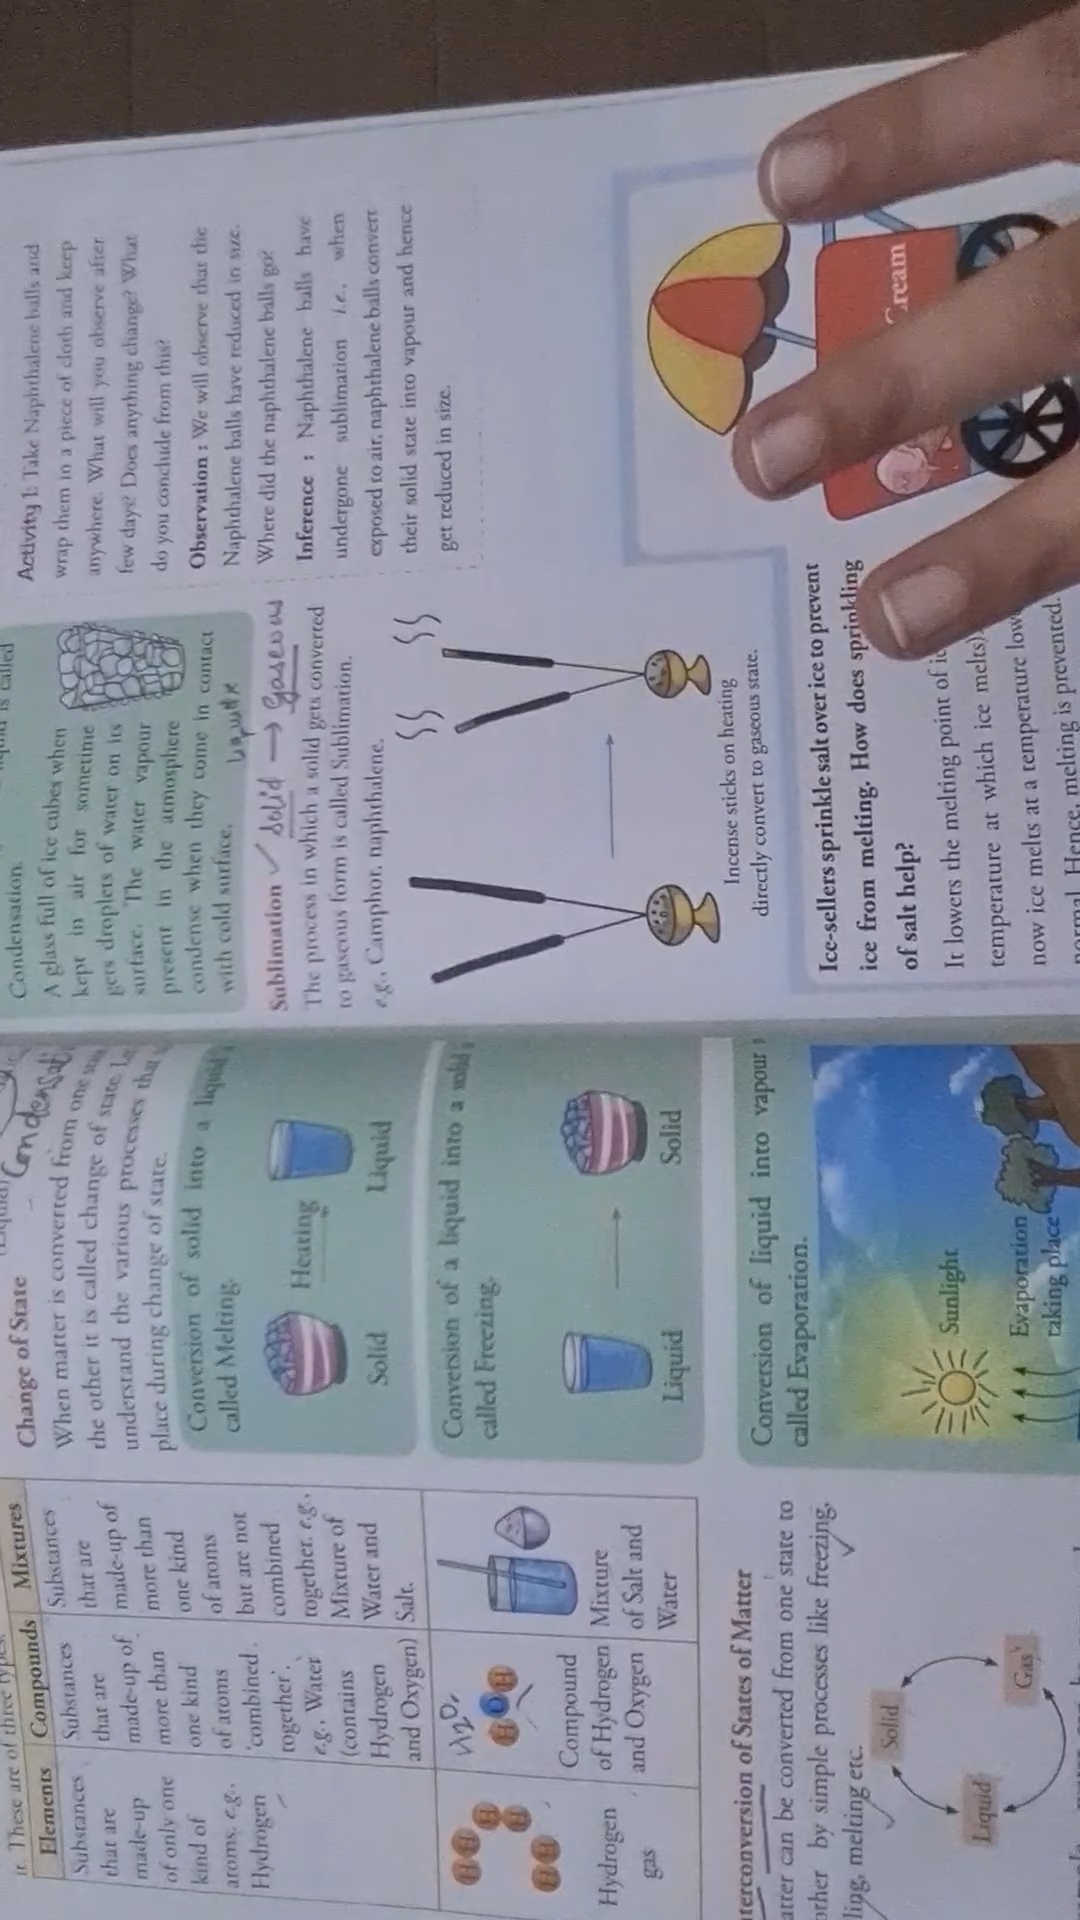 it. These are of three types.
Elements Compounds Mixtures
Substances
that are
made-up
of only one
kind of
atoms, e.g.,
Hydrogen
Substances
that are
made-up of
more than
one kind
of atoms
'combined
together'.
e.g., Water
(contains
Hydrogen
and Oxygen)
Substances
that are
made-up of
more than
one kind
of atoms
but are not
combined
together. e.g.,
Mixture of
Water and
Salt.
H H H H H H
Hydrogen
gas
H2O
H O H
Compound
of Hydrogen
and Oxygen
Mixture
of Salt and
Water
terconversion of States of Matter
atter can be converted from one state to
other by simple processes like freezing,
ling, melting etc.
Solid
Liquid
Gas
Condensat
Change of State
When matter is converted from one
the other it is called change of state.
understand the various processes that
place during change of state.
Conversion of solid into a liquid
called Melting.
Heating
Solid
Liquid
Conversion of a liquid into a solid
called Freezing.
Liquid
Solid
Conversion of liquid into vapour
called Evaporation.
Sunlight
Evaporation
taking place
is called
Condensation.
A glass full of ice cubes when
kept in air for sometime
gets droplets of water on its
surface. The water vapour
present in the atmosphere
condense when they come in contact
with cold surface.
Sublimation solid → gaseous
The process in which a solid gets converted
to gaseous form is called Sublimation.
e.g., Camphor, naphthalene.
Incense sticks on heating
directly convert to gaseous state.
Activity 1: Take Naphthalene balls and
wrap them in a piece of cloth and keep
anywhere. What will you observe after
few days? Does anything change? What
do you conclude from this?
Observation : We will observe that the
Naphthalene balls have reduced in size.
Where did the naphthalene balls go?
Inference : Naphthalene balls have
undergone sublimation i.e., when
exposed to air, naphthalene balls convert
their solid state into vapour and hence
get reduced in size.
Cream
Ice-sellers sprinkle salt over ice to prevent
ice from melting. How does sprinkling
of salt help?
It lowers the melting point of
temperature at which ice melts)
now ice melts at a temperature
normal. Hence, melting is prevented.